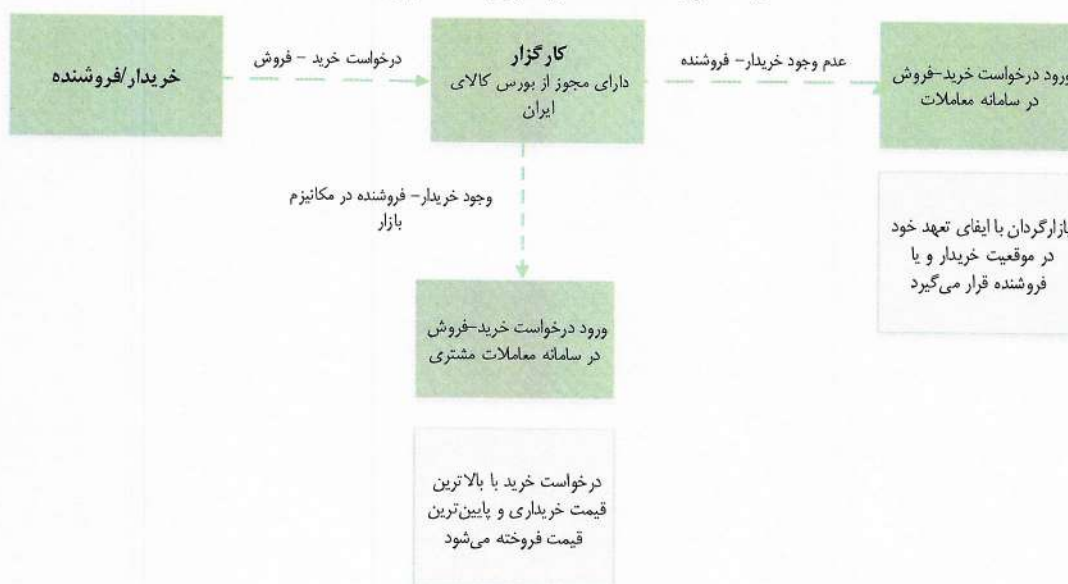 خریدار/فروشنده
درخواست خرید – فروش
کارگزار
دارای مجوز از بورس کالای
ایران
عدم وجود خریدار– فروشنده
ورود درخواست خرید–فروش
در سامانه معاملات
بازارگردان با ایفای تعهد خود
در موقعیت خریدار و یا
فروشنده قرار می‌گیرد
وجود خریدار– فروشنده در مکانیزم
بازار
ورود درخواست خرید–فروش
در سامانه معاملات مشتری
درخواست خرید با بالاترین
قیمت خریداری و پایین‌ترین
قیمت فروخته می‌شود